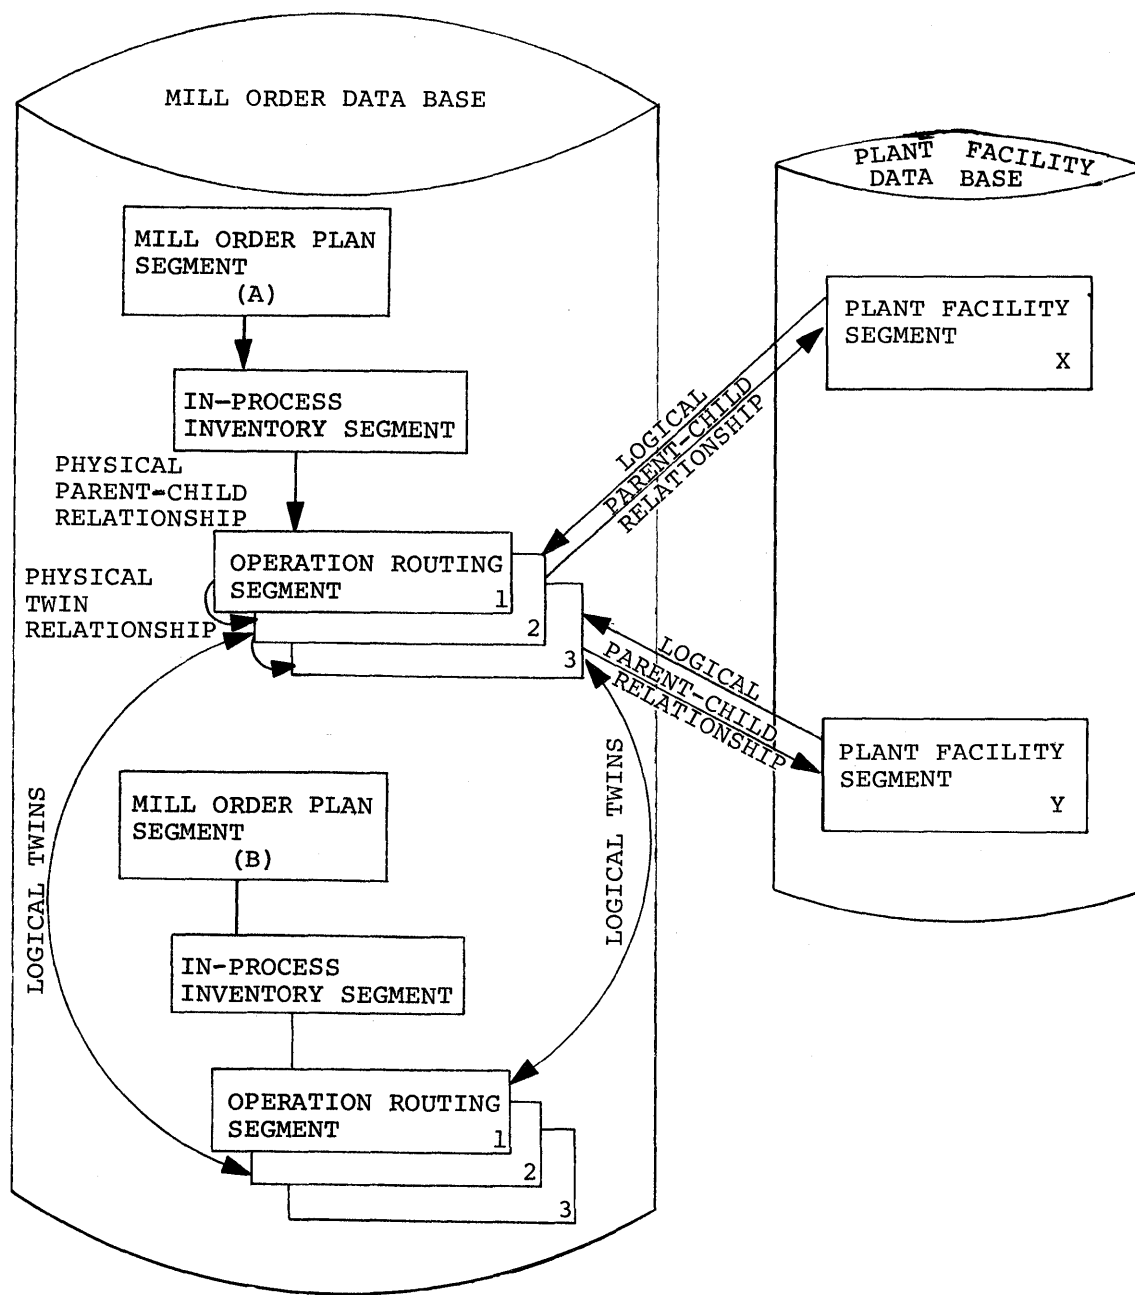 MILL ORDER DATA BASE
MILL ORDER PLAN
SEGMENT
(A)
IN-PROCESS
INVENTORY SEGMENT
PHYSICAL
PARENT-CHILD
RELATIONSHIP
OPERATION ROUTING
SEGMENT
1
2
3
PHYSICAL
TWIN
RELATIONSHIP
LOGICAL TWINS
MILL ORDER PLAN
SEGMENT
(B)
IN-PROCESS
INVENTORY SEGMENT
OPERATION ROUTING
SEGMENT
1
2
3
LOGICAL TWINS
LOGICAL
PARENT-CHILD
RELATIONSHIP
LOGICAL
PARENT-CHILD
RELATIONSHIP
PLANT FACILITY
DATA BASE
PLANT FACILITY
SEGMENT
X
PLANT FACILITY
SEGMENT
Y